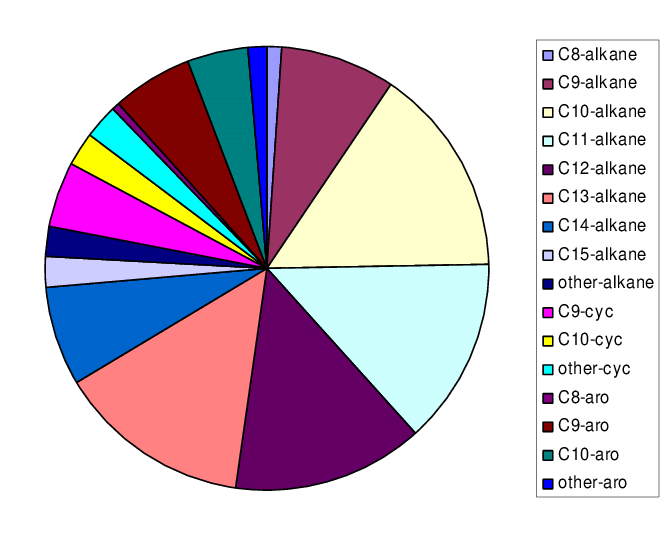 C8-alkane
C9-alkane
C10-alkane
C11-alkane
C12-alkane
C13-alkane
C14-alkane
C15-alkane
other-alkane
C9-cyc
C10-cyc
other-cyc
C8-aro
C9-aro
C10-aro
other-aro